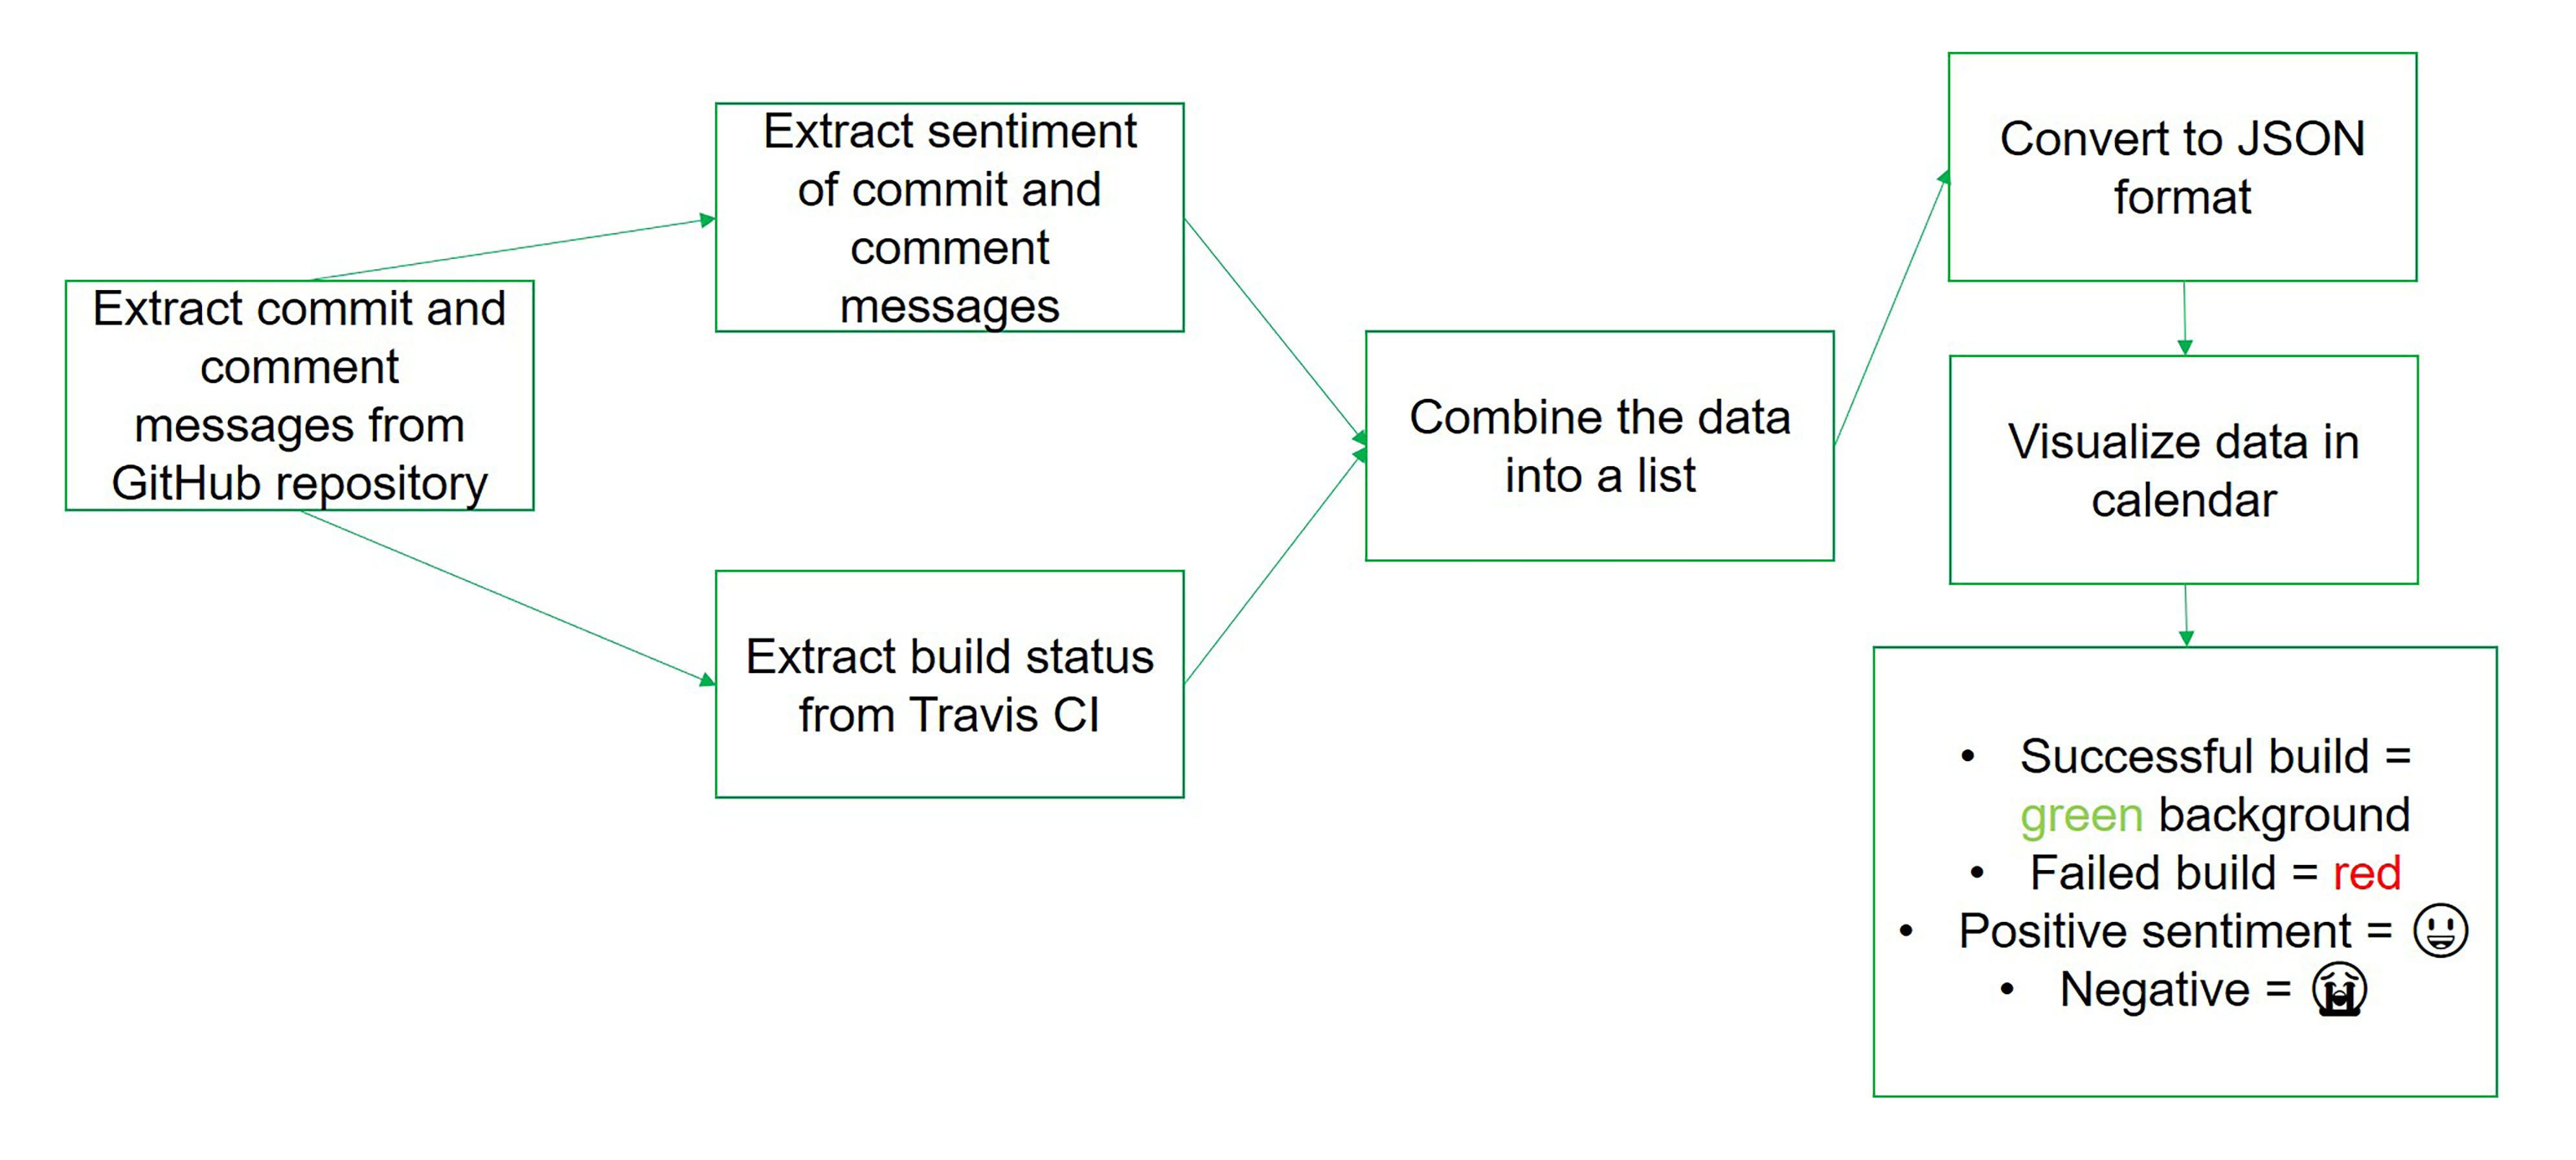 Extract commit and
comment
messages from
GitHub repository
Extract sentiment
of commit and
comment
messages
Extract build status
from Travis CI
Combine the data
into a list
Convert to JSON
format
Visualize data in
calendar
• Successful build =
green background
• Failed build = red
• Positive sentiment = 😃
• Negative = 😭